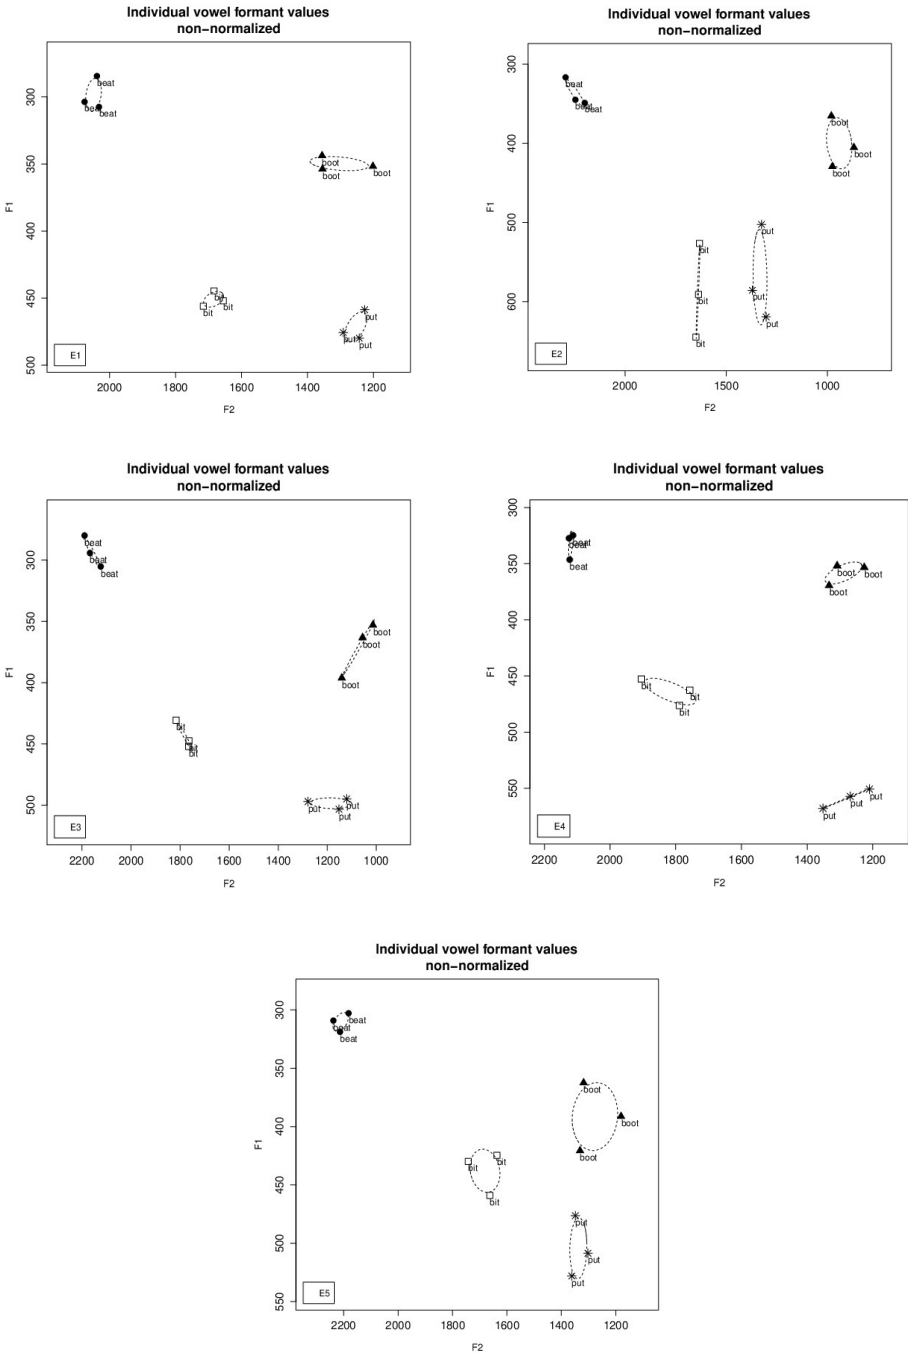 Individual vowel formant values
non−normalized
F1
300
350
400
450
500
beat
beat
beat
boot
boot
boot
bit
bit
bit
put
put
put
E1
2000
1800
1600
1400
1200
F2
Individual vowel formant values
non−normalized
F1
300
400
500
600
beat
beat
beat
boot
boot
boot
bit
bit
bit
put
put
put
E2
2000
1500
1000
F2
Individual vowel formant values
non−normalized
F1
300
350
400
450
500
beat
beat
beat
boot
boot
boot
bit
bit
bit
put
put
put
E3
2200
2000
1800
1600
1400
1200
1000
F2
Individual vowel formant values
non−normalized
F1
300
350
400
450
500
550
beat
beat
beat
boot
boot
boot
bit
bit
bit
put
put
put
E4
2200
2000
1800
1600
1400
1200
F2
Individual vowel formant values
non−normalized
F1
300
350
400
450
500
550
beat
beat
beat
boot
boot
boot
bit
bit
bit
put
put
put
E5
2200
2000
1800
1600
1400
1200
F2